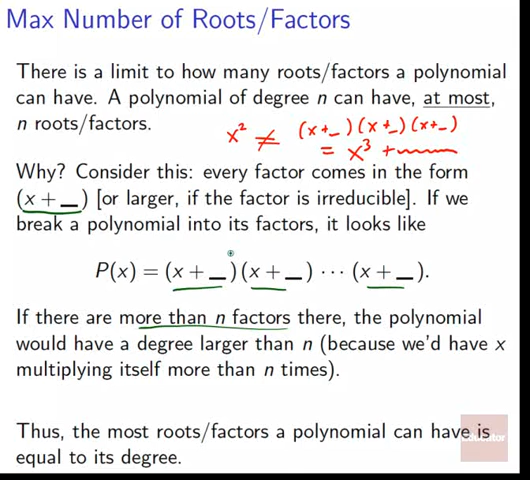 Max Number of Roots/Factors
There is a limit to how many roots/factors a polynomial
can have. A polynomial of degree n can have, at most,
n roots/factors.
x² ≠ (x+_)(x+_)(x+_)
= x³ +
Why? Consider this: every factor comes in the form
(x + _) [or larger, if the factor is irreducible]. If we
break a polynomial into its factors, it looks like
P(x) = (x + _)(x + _) ··· (x + _).
If there are more than n factors there, the polynomial
would have a degree larger than n (because we'd have x
multiplying itself more than n times).
Thus, the most roots/factors a polynomial can have is
equal to its degree.
Educator